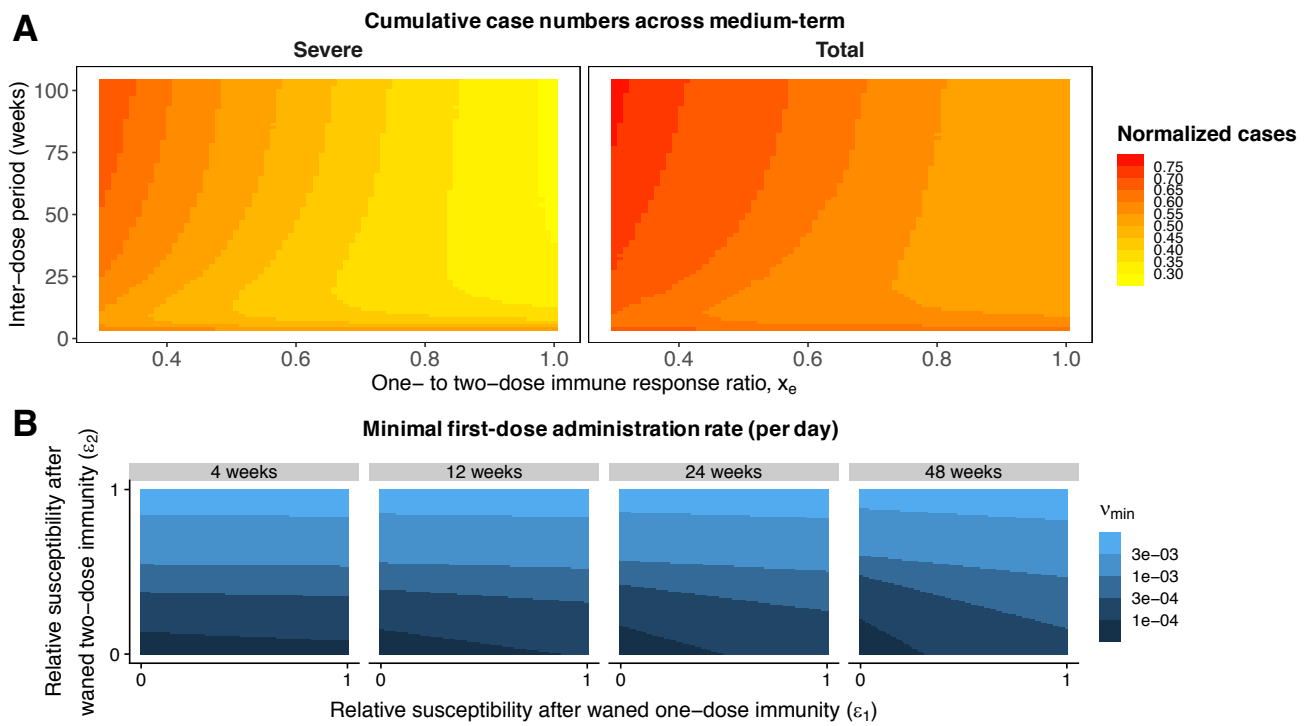 A
Cumulative case numbers across medium-term
Severe
Total
Inter−dose period (weeks)
100
75
50
25
0
0.4
0.6
0.8
1.0
0.4
0.6
0.8
1.0
One− to two−dose immune response ratio, xₑ
Normalized cases
0.75
0.70
0.65
0.60
0.55
0.50
0.45
0.40
0.35
0.30
B
Minimal first−dose administration rate (per day)
Relative susceptibility after
waned two−dose immunity (ε₂)
4 weeks
12 weeks
24 weeks
48 weeks
1
0
0
1
0
1
0
1
0
1
Relative susceptibility after waned one−dose immunity (ε₁)
νmin
3e−03
1e−03
3e−04
1e−04